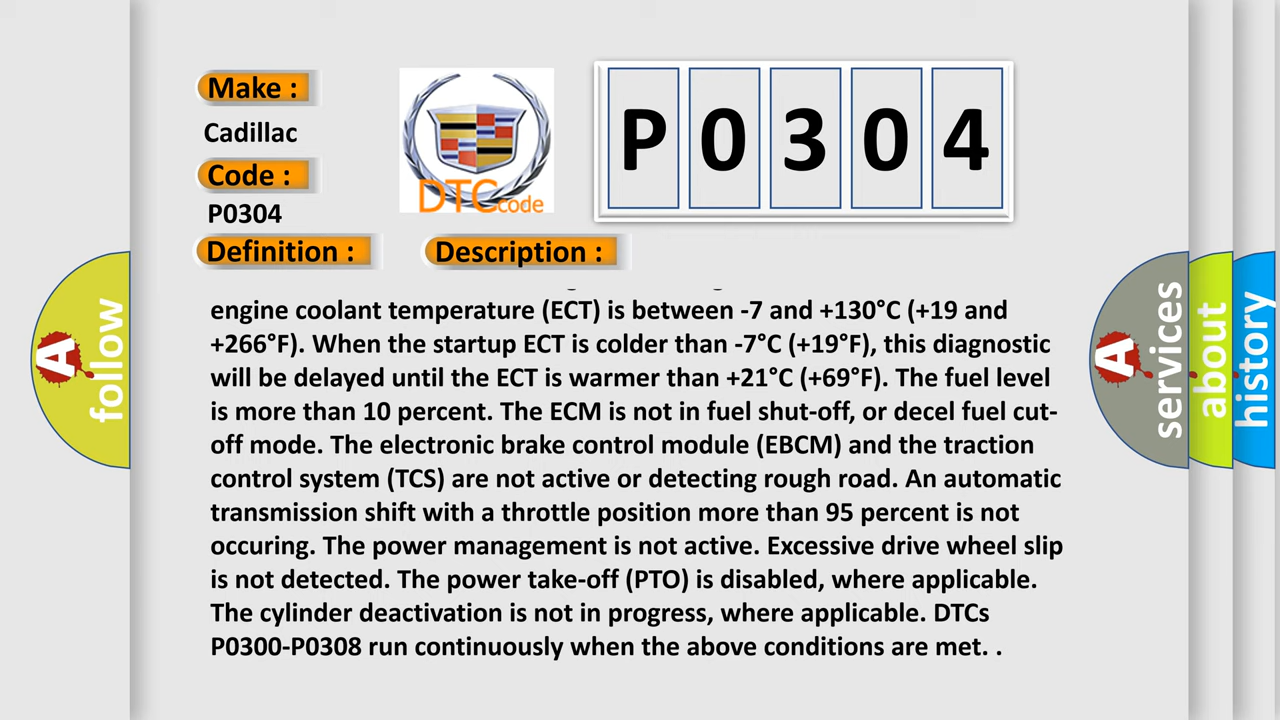 Make :
Cadillac
Code :
P0304
Definition :
Description :
DTC code
P 0 3 0 4
engine coolant temperature (ECT) is between -7 and +130°C (+19 and
+266°F). When the startup ECT is colder than -7°C (+19°F), this diagnostic
will be delayed until the ECT is warmer than +21°C (+69°F). The fuel level
is more than 10 percent. The ECM is not in fuel shut-off, or decel fuel cut-
off mode. The electronic brake control module (EBCM) and the traction
control system (TCS) are not active or detecting rough road. An automatic
transmission shift with a throttle position more than 95 percent is not
occuring. The power management is not active. Excessive drive wheel slip
is not detected. The power take-off (PTO) is disabled, where applicable.
The cylinder deactivation is not in progress, where applicable. DTCs
P0300-P0308 run continuously when the above conditions are met. .
A
follow
A
services
about
history